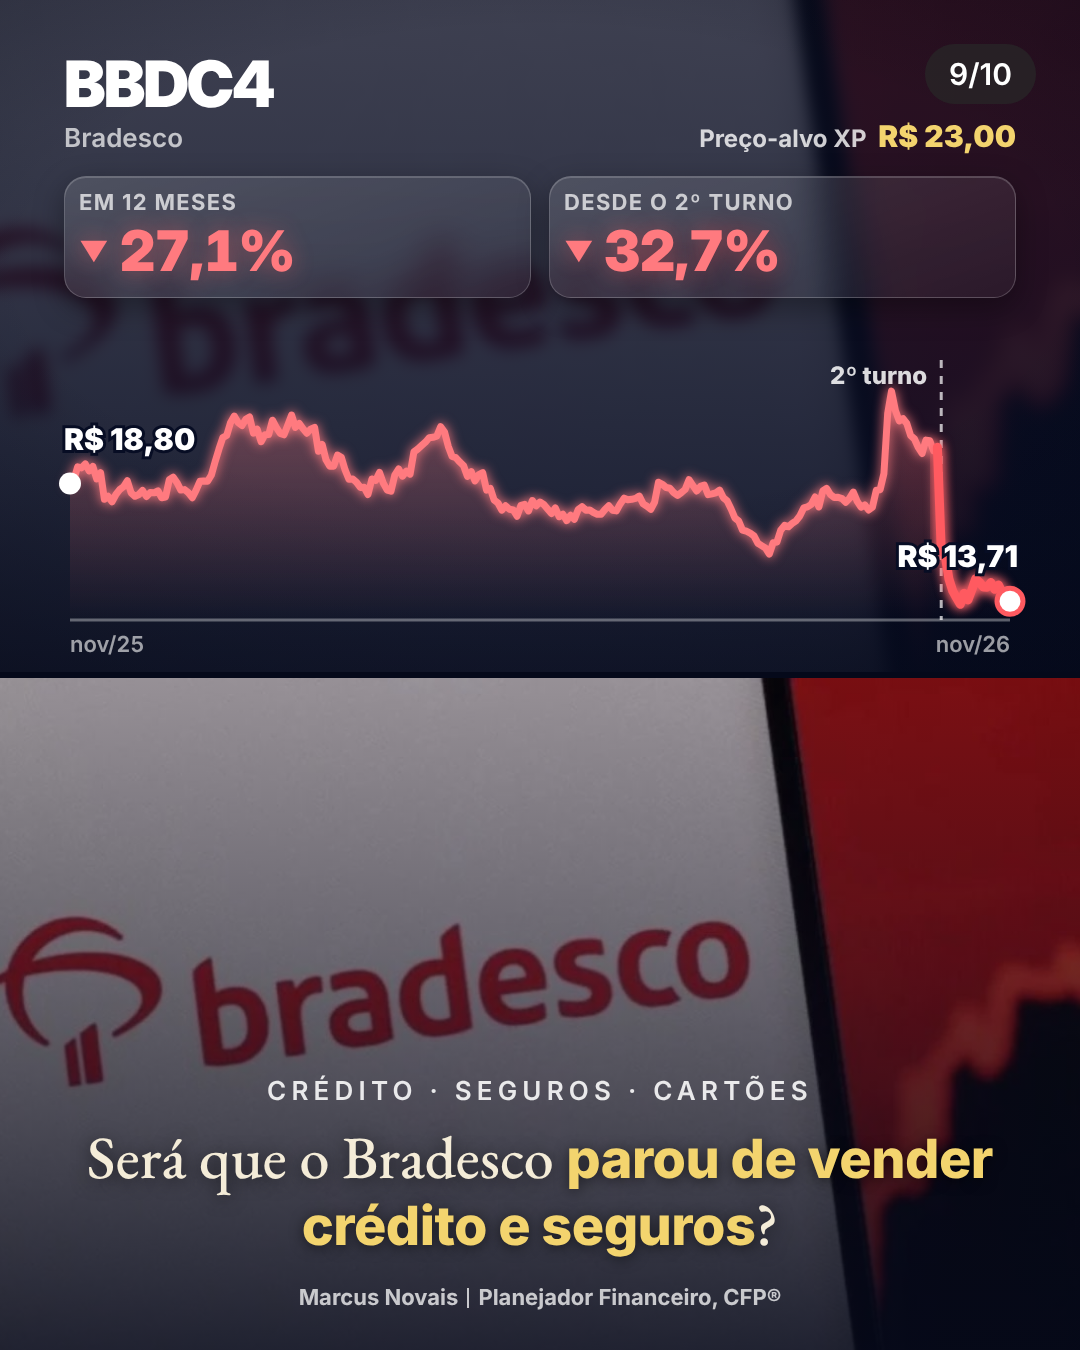 BBDC4
9/10
Bradesco
Preço-alvo XP R$ 23,00
EM 12 MESES
▼ 27,1%
DESDE O 2º TURNO
▼ 32,7%
bradesco
2º turno
R$ 18,80
R$ 13,71
nov/25
nov/26
bradesco
CRÉDITO · SEGUROS · CARTÕES
Será que o Bradesco parou de vender
crédito e seguros?
Marcus Novais | Planejador Financeiro, CFP®